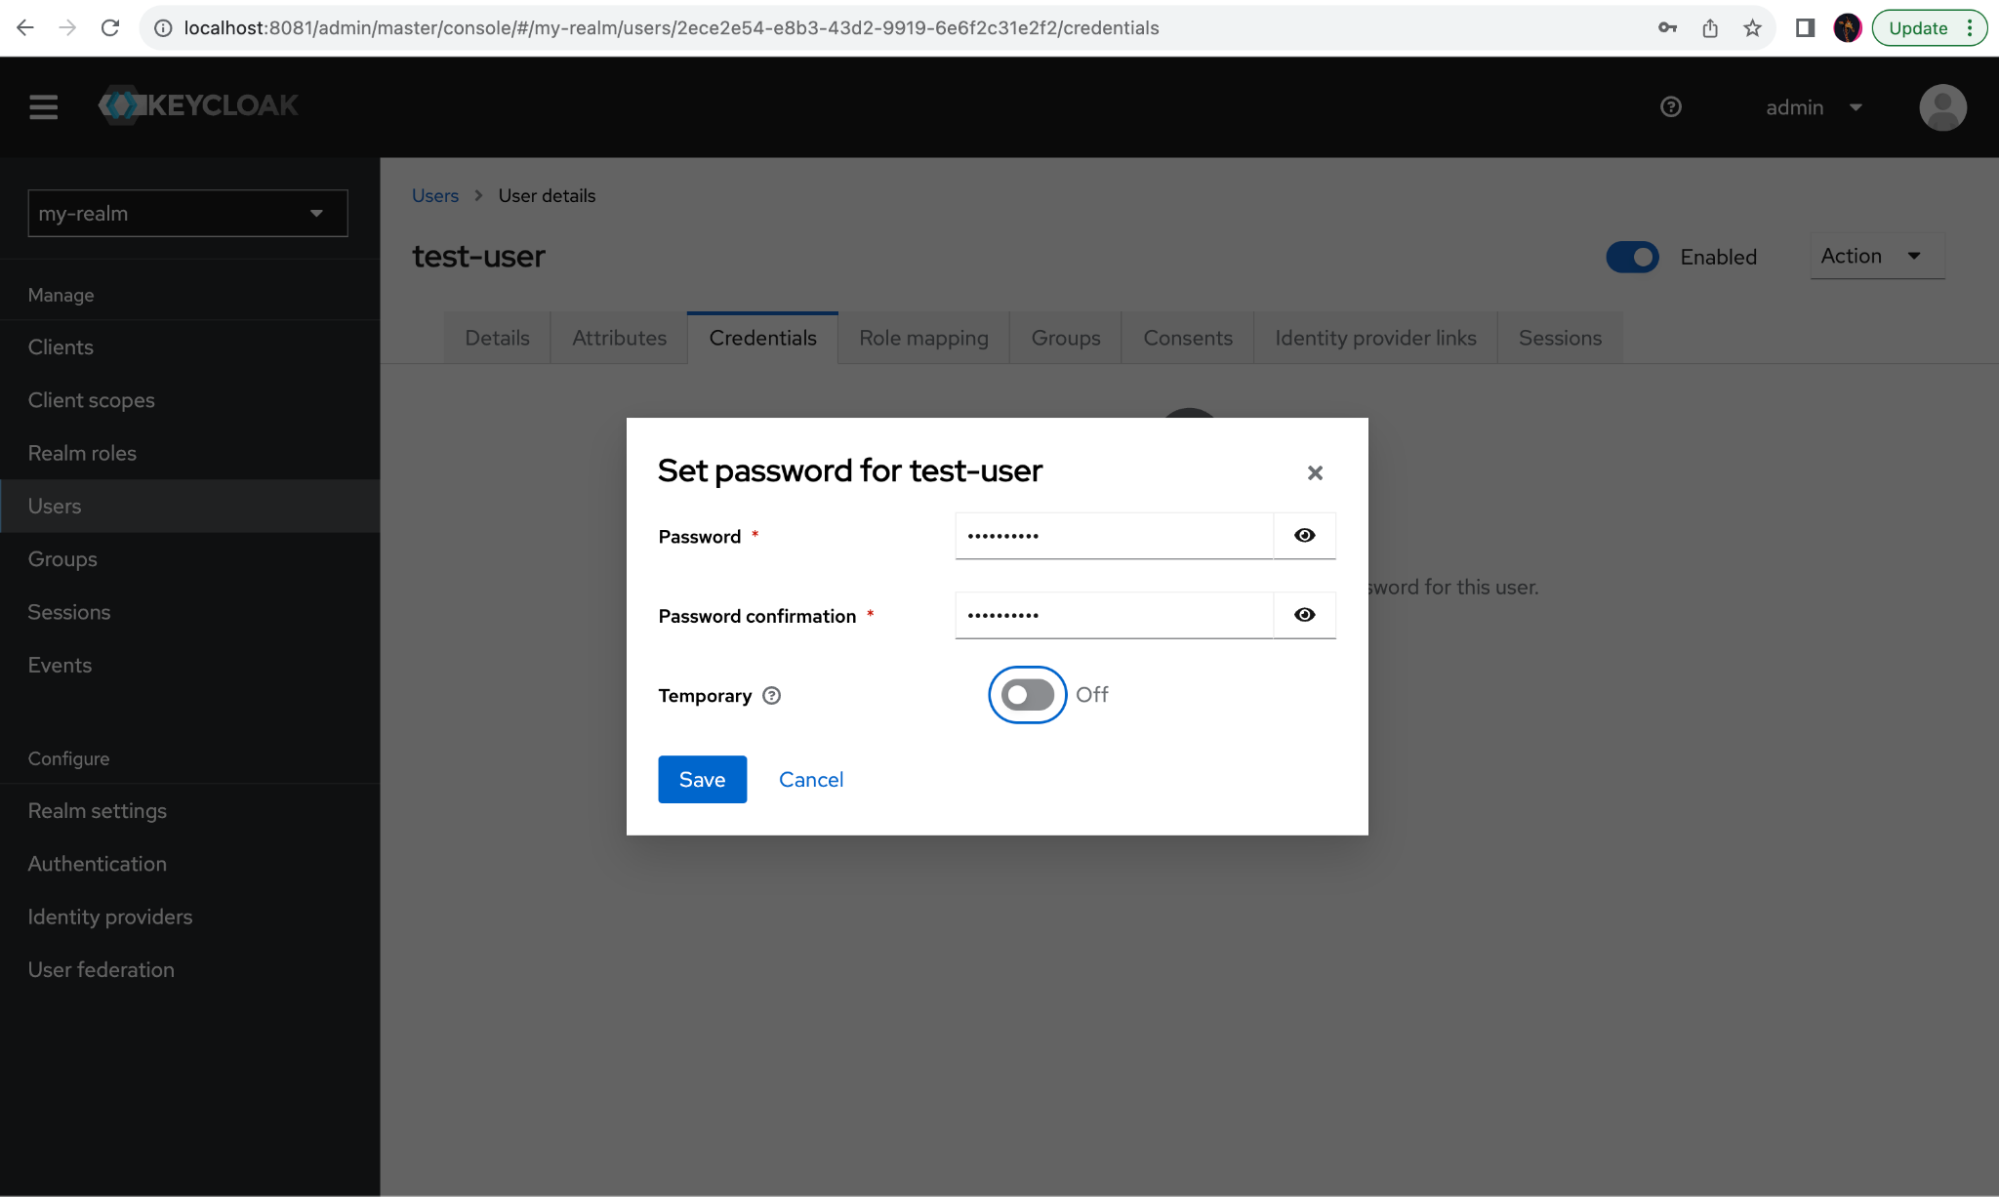 localhost:8081/admin/master/console/#/my-realm/users/2ece2e54-e8b3-43d2-9919-6e6f2c31e2f2/credentials
Update
KEYCLOAK
admin
my-realm
Manage
Clients
Client scopes
Realm roles
Users
Groups
Sessions
Events
Configure
Realm settings
Authentication
Identity providers
User federation
Users > User details
test-user
Enabled
Action
Details Attributes Credentials Role mapping Groups Consents Identity provider links Sessions
for this user.
Set password for test-user
Password *
••••••••••
Password confirmation *
••••••••••
Temporary
Off
Save Cancel